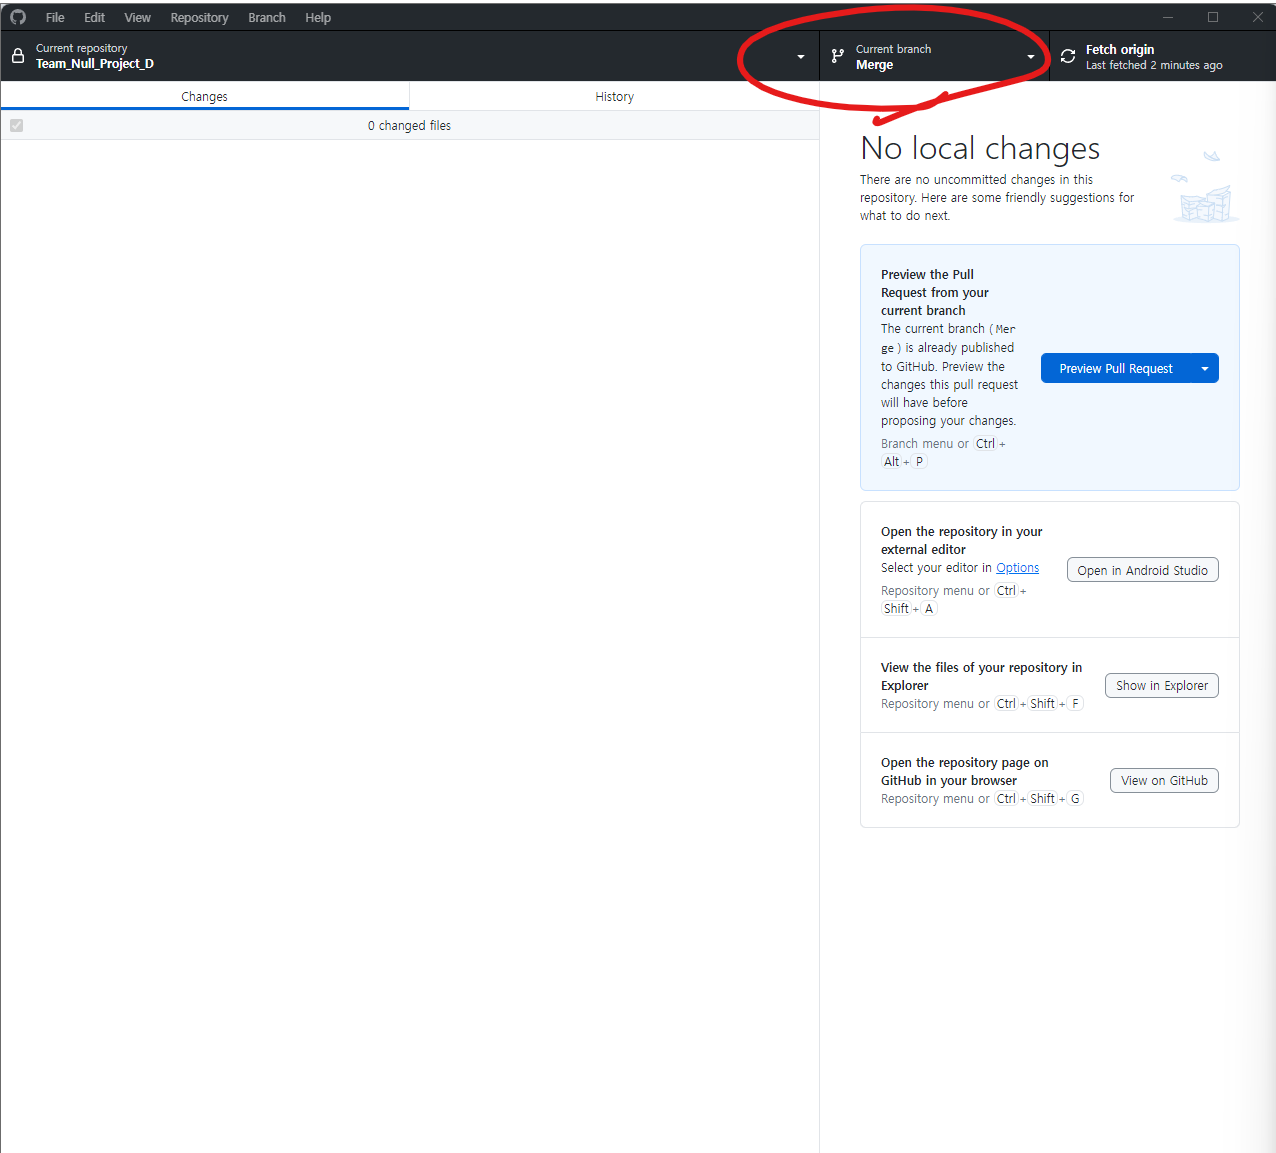 File Edit View Repository Branch Help
Current repository
Team_Null_Project_D
Current branch
Merge
Fetch origin
Last fetched 2 minutes ago
Changes
History
0 changed files
No local changes
There are no uncommitted changes in this
repository. Here are some friendly suggestions for
what to do next.
Preview the Pull
Request from your
current branch
The current branch (Mer
ge) is already published
to GitHub. Preview the
changes this pull request
will have before
proposing your changes.
Branch menu or Ctrl +
Alt + P
Preview Pull Request
Open the repository in your
external editor
Select your editor in Options
Repository menu or Ctrl +
Shift + A
Open in Android Studio
View the files of your repository in
Explorer
Repository menu or Ctrl + Shift + F
Show in Explorer
Open the repository page on
GitHub in your browser
Repository menu or Ctrl + Shift + G
View on GitHub